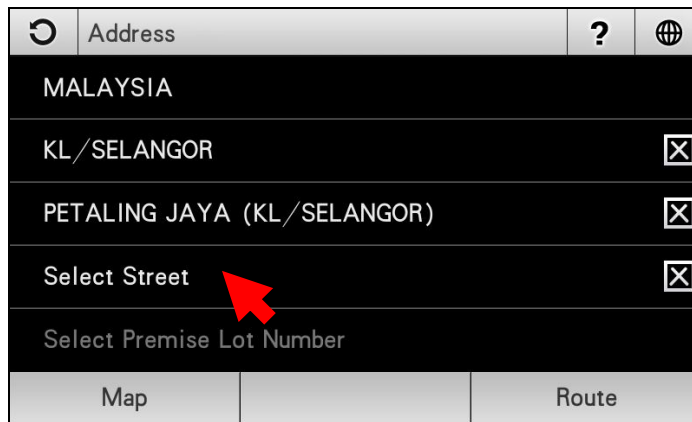 Address ?
MALAYSIA
KL/SELANGOR
PETALING JAYA (KL/SELANGOR)
Select Street
Select Premise Lot Number
Map Route